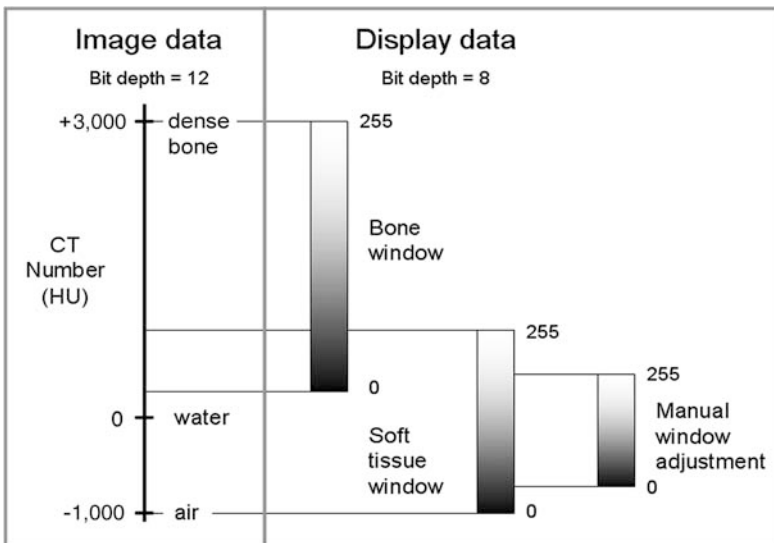 Image data
Display data
Bit depth = 12
Bit depth = 8
+3,000
dense
bone
255
Bone
window
CT
Number
(HU)
255
0
255
0
water
Soft
tissue
window
Manual
window
adjustment
0
-1,000
air
0